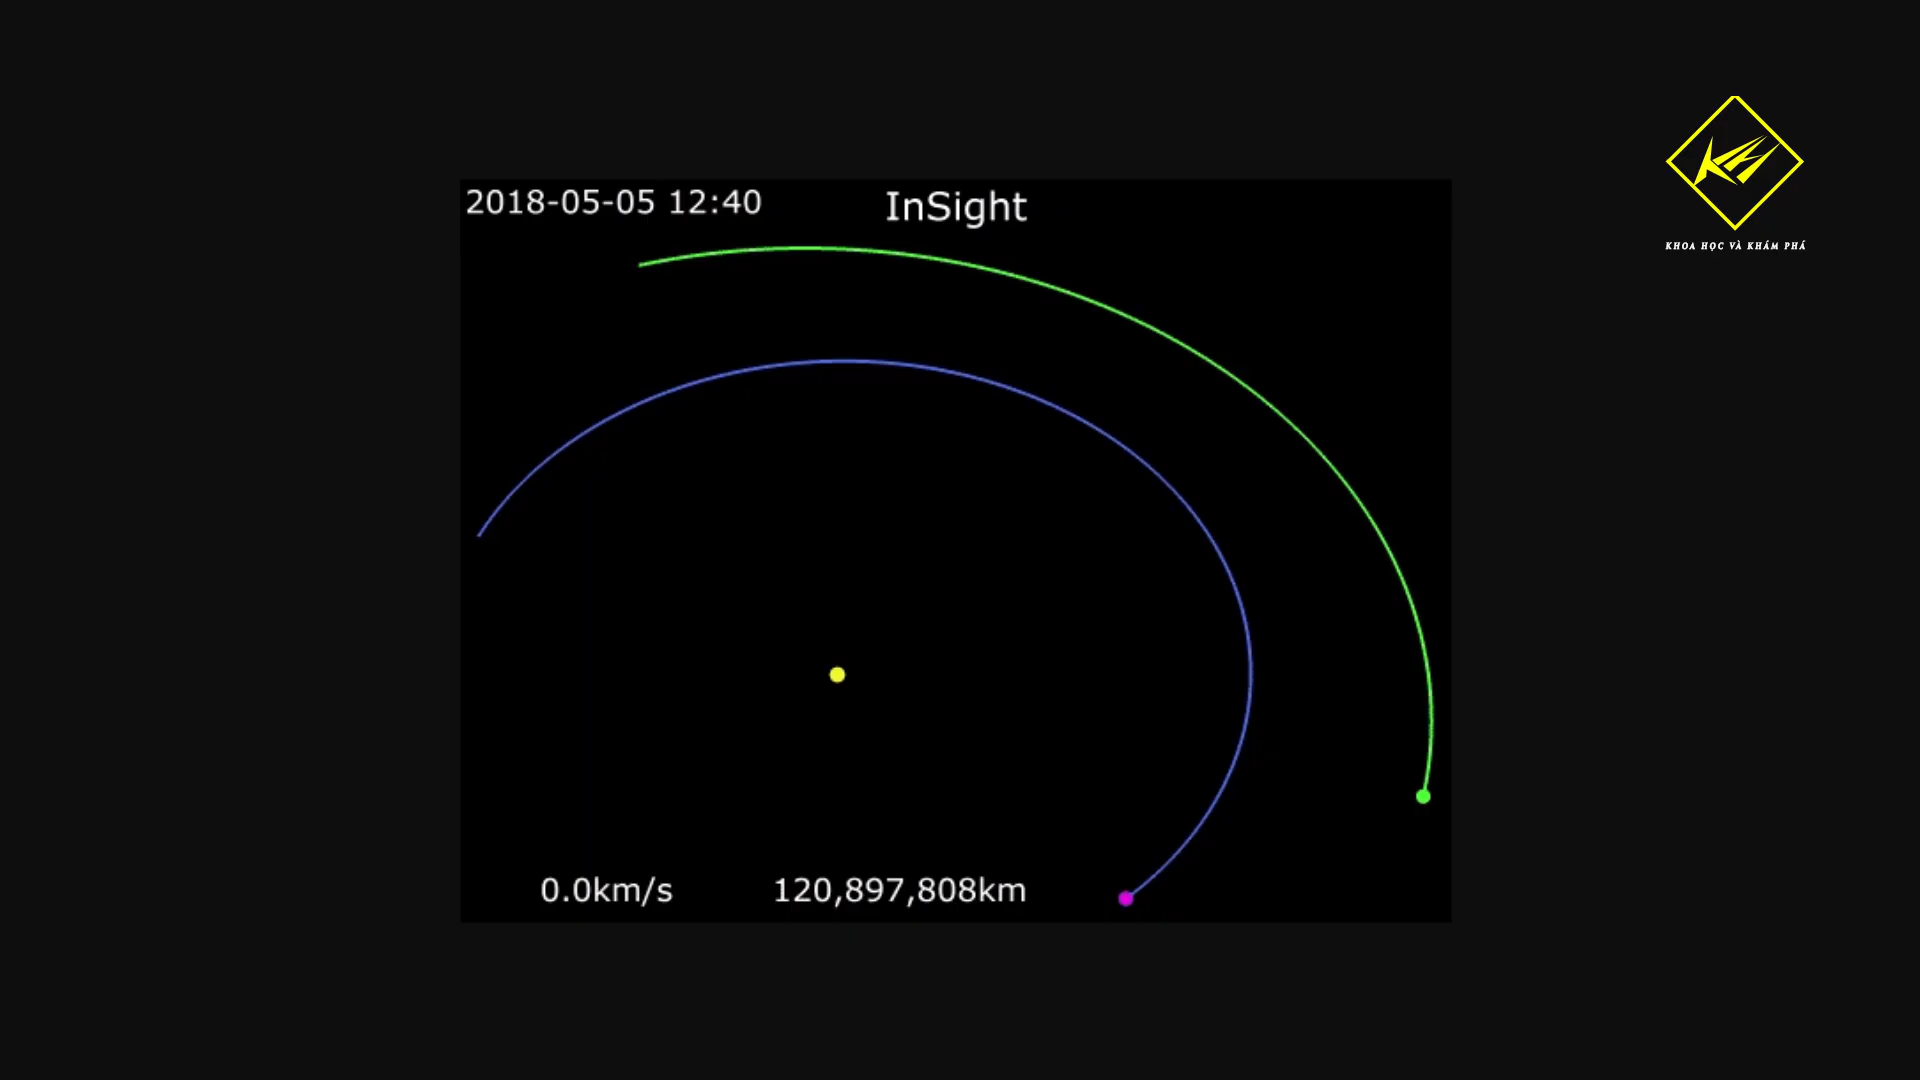 2018-05-05 12:40
InSight
KHOA HỌC VÀ KHÁM PHÁ
0.0km/s
120,897,808km